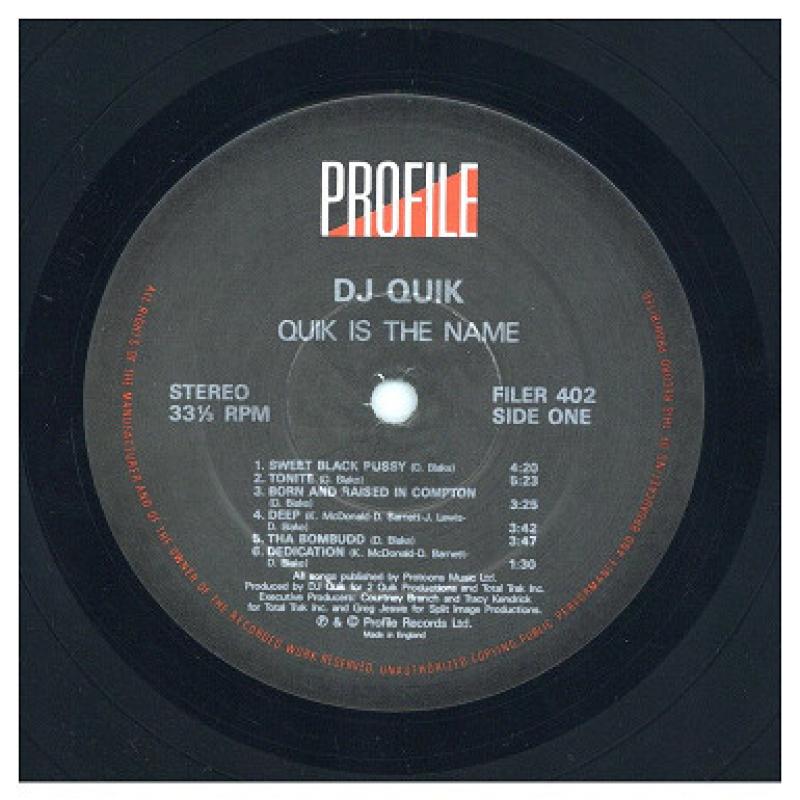 PROFILE
DJ QUIK
QUIK IS THE NAME
STEREO
33⅓ RPM
FILER 402
SIDE ONE
1. SWEET BLACK PUSSY (D. Blake) 4:20
2. TONITE (D. Blake) 5:23
3. BORN AND RAISED IN COMPTON
(D. Blake) 3:25
4. DEEP (K. McDonald-D. Barnett-J. Lewis-
D. Blake) 3:42
5. THA BOMBUDD (D. Blake) 3:47
6. DEDICATION (K. McDonald-D. Barnett-
D. Blake) 1:30
All songs published by Protoons Music Ltd.
Produced by DJ Quik for 2 Quik Productions and Total Trak Inc.
Executive Producers: Courtney Branch and Tracy Kendrick
for Total Trak Inc. and Greg Jessie for Split Image Productions.
℗ & © Profile Records Ltd.
Made in England
ALL RIGHTS OF THE MANUFACTURER AND OF THE OWNER OF THE RECORDED WORK RESERVED. UNAUTHORIZED COPYING, PUBLIC PERFORMANCE AND BROADCASTING OF THIS RECORD PROHIBITED